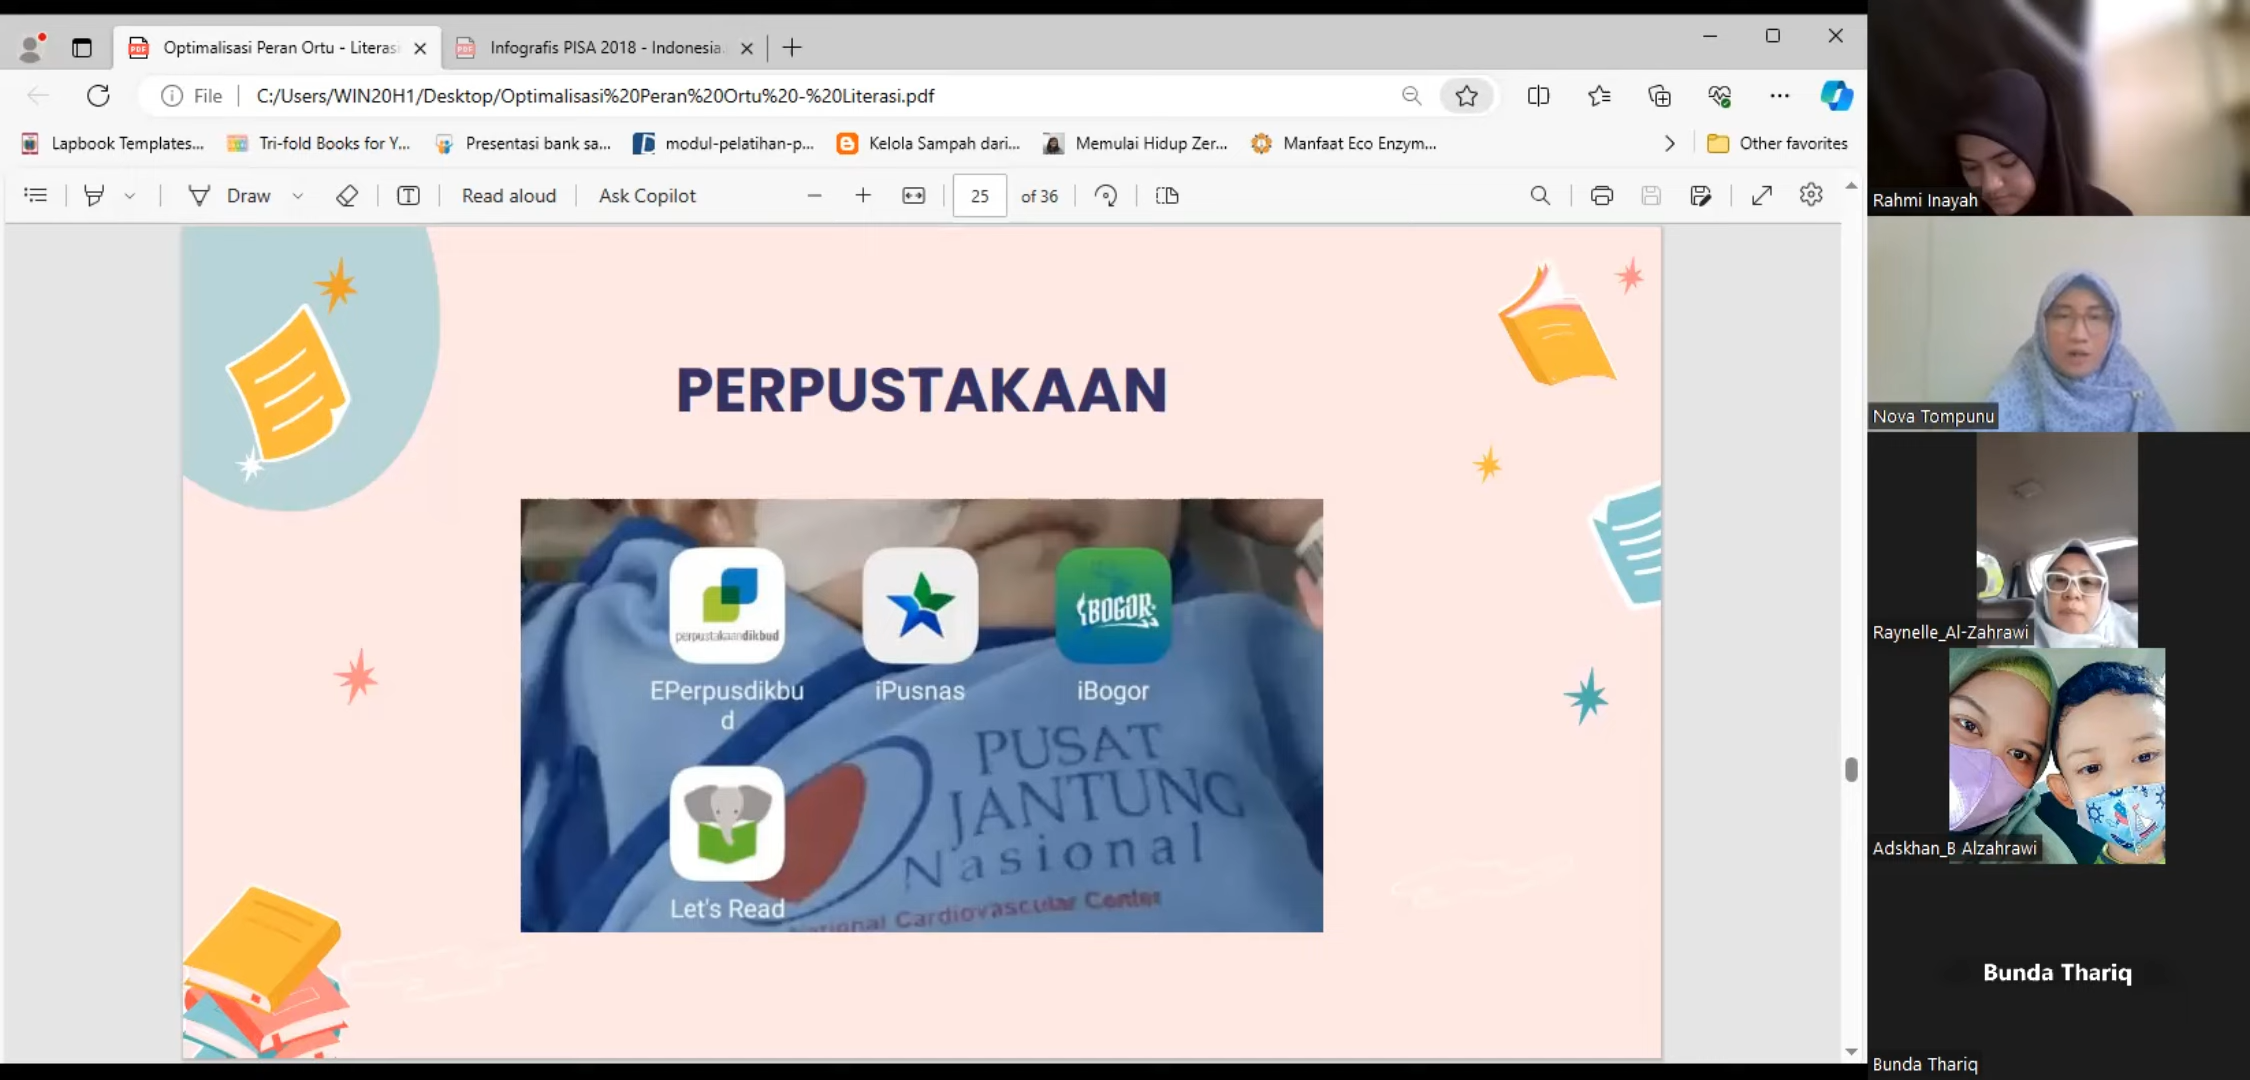 Optimalisasi Peran Ortu - Literasi
Infografis PISA 2018 - Indonesia.
File
C:/Users/WIN20H1/Desktop/Optimalisasi%20Peran%20Ortu%20-%20Literasi.pdf
Lapbook Templates...
Tri-fold Books for Y...
Presentasi bank sa...
modul-pelatihan-p...
Kelola Sampah dari...
Memulai Hidup Zer...
Manfaat Eco Enzym...
Other favorites
Draw
Read aloud
Ask Copilot
25
of 36
PERPUSTAKAAN
perpustakaandikbud
iBOGOR
EPerpusdikbu
d
iPusnas
iBogor
PUSAT
JANTUNG
Nasional
National Cardiovascular Center
Let's Read
Rahmi Inayah
Nova Tompunu
Raynelle_Al-Zahrawi
Adskhan_B Alzahrawi
Bunda Thariq
Bunda Thariq